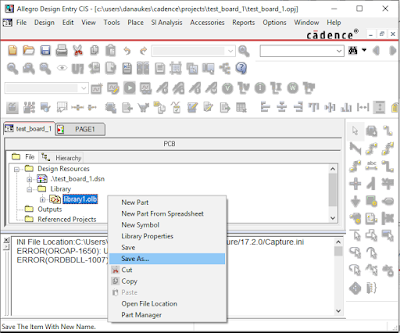 Allegro Design Entry CIS - [c:\users\danaukes\cadence\projects\test_board_1\test_board_1.opj]
File Design Edit View Tools Place SI Analysis Accessories Reports Options Window Help
cādence®
test_board_1 PAGE1
PCB
File Hierarchy
Design Resources
.\test_board_1.dsn
Library
library1.olb
Outputs
Referenced Projects
New Part
New Part From Spreadsheet
New Symbol
Library Properties
Save
Save As...
Cut
Copy
Paste
Open File Location
Part Manager
INI File Location:C:\Users\ ure/17.2.0/Capture.ini
ERROR(ORCAP-1650): U
ERROR(ORDBDLL-1007)
Save The Item With New Name.